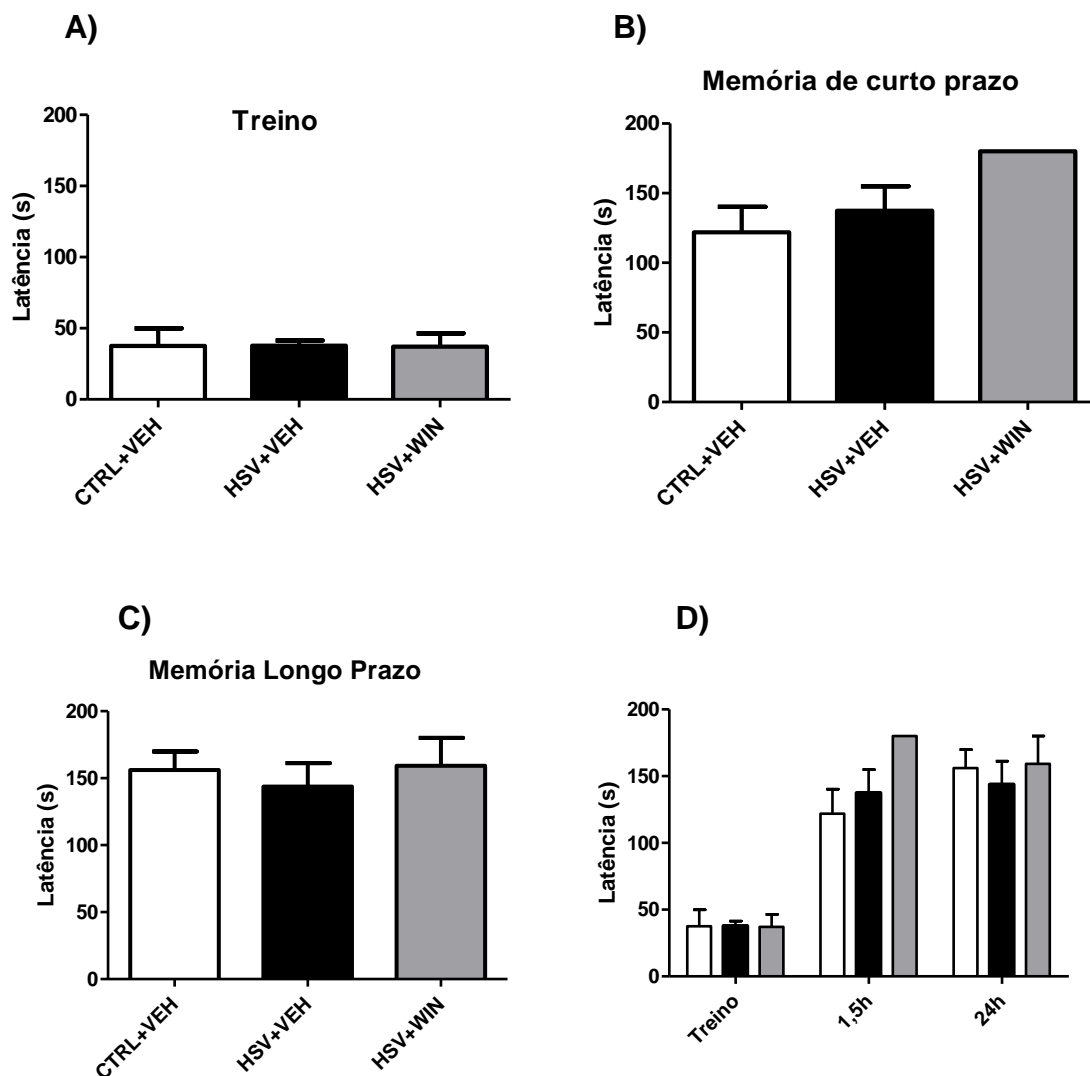 A)
Treino
Latência (s)
200
150
100
50
0
CTRL+VEH
HSV+VEH
HSV+WIN
B)
Memória de curto prazo
Latência (s)
200
150
100
50
0
CTRL+VEH
HSV+VEH
HSV+WIN
C)
Memória Longo Prazo
Latência (s)
200
150
100
50
0
CTRL+VEH
HSV+VEH
HSV+WIN
D)
Latência (s)
200
150
100
50
0
Treino
1,5h
24h